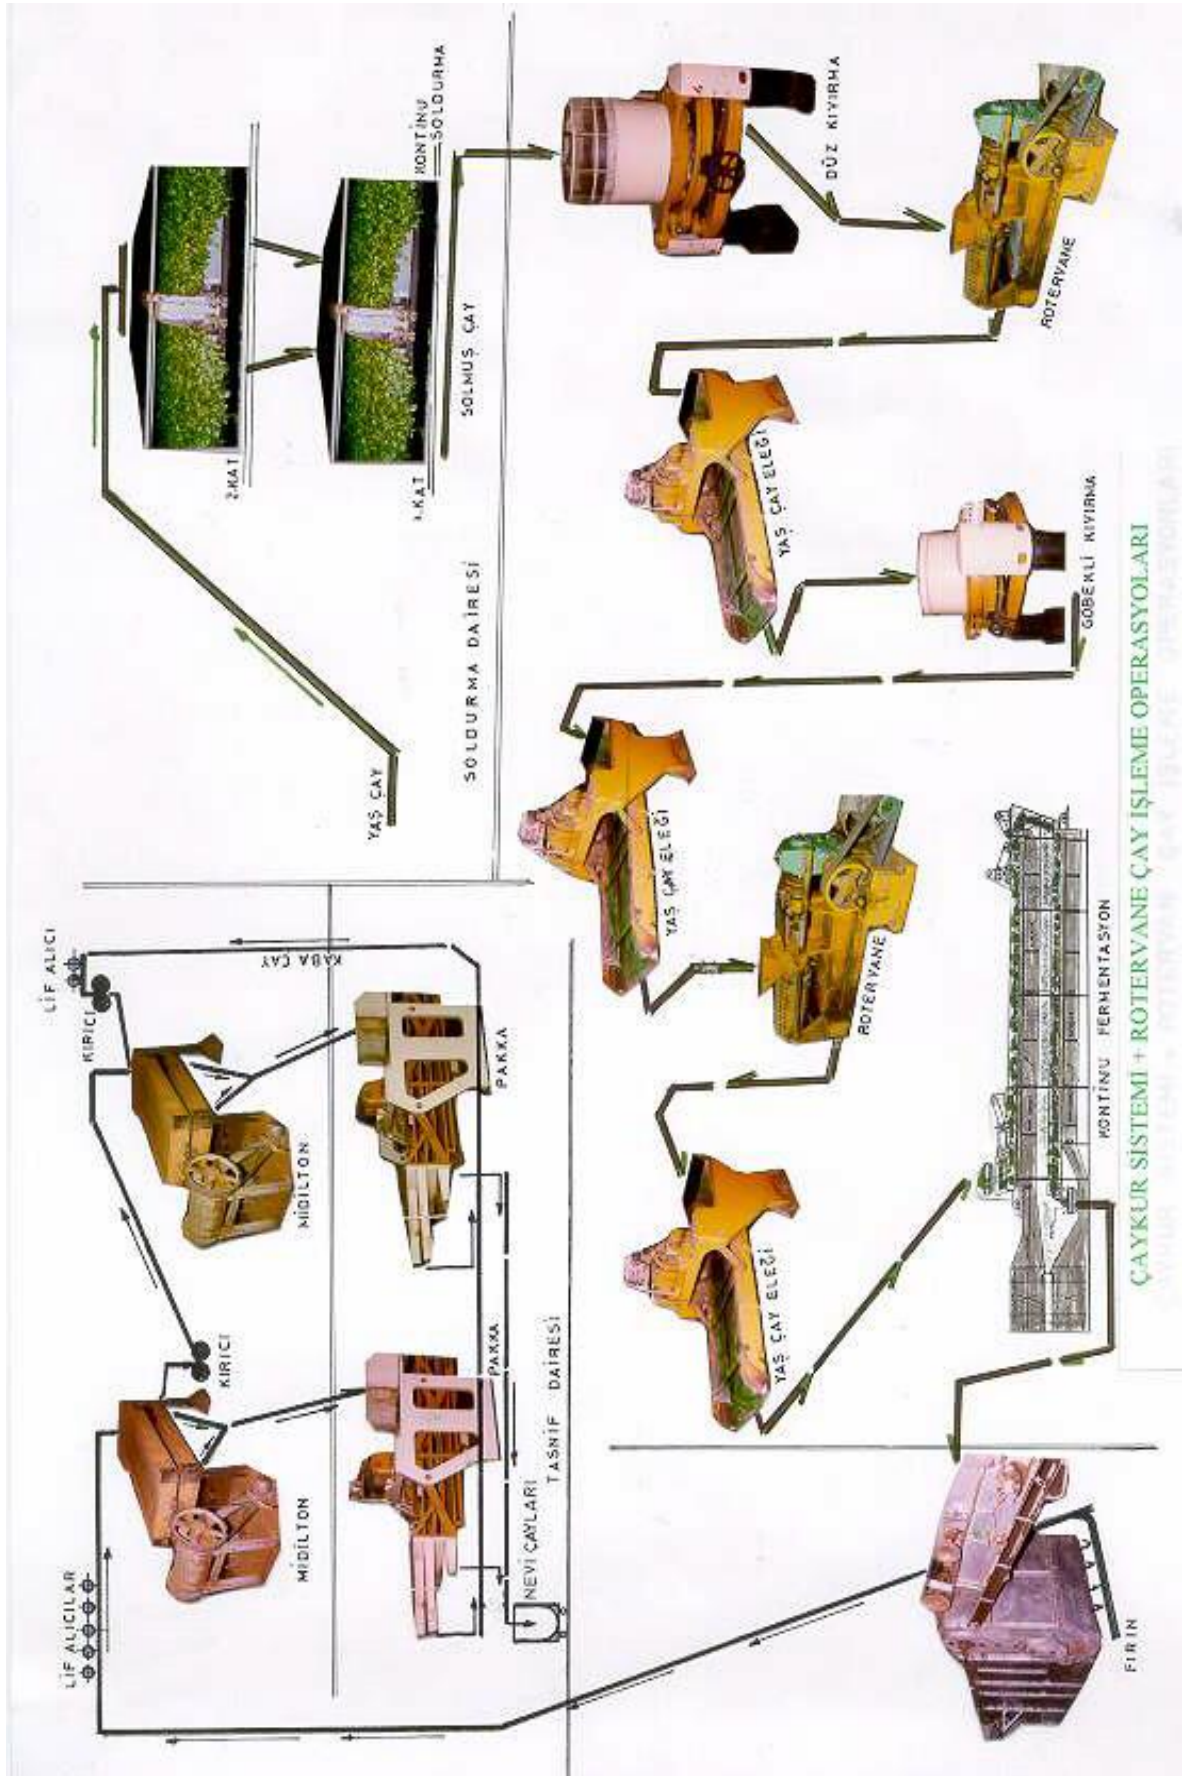 YAŞ ÇAY
2.KAT
1.KAT
KONTİNU
SOLDURMA
SOLMUŞ ÇAY
SOLDURMA DAİRESİ
DÜZ KIVIRMA
ROTERVANE
YAŞ ÇAY ELEĞİ
GÖBEKLİ KIVIRMA
YAŞ ÇAY ELEĞİ
ROTERVANE
YAŞ ÇAY ELEĞİ
KONTİNU FERMENTASYON
FIRIN
LİF ALICILAR
MİDİLTON
KIRICI
MİDİLTON
KIRICI
LİF ALICI
KABA ÇAY
PAKKA
PAKKA
NEVİ ÇAYLARI
TASNİF DAİRESİ
ÇAYKUR SİSTEMİ + ROTERVANE ÇAY İŞLEME OPERASYOLARI